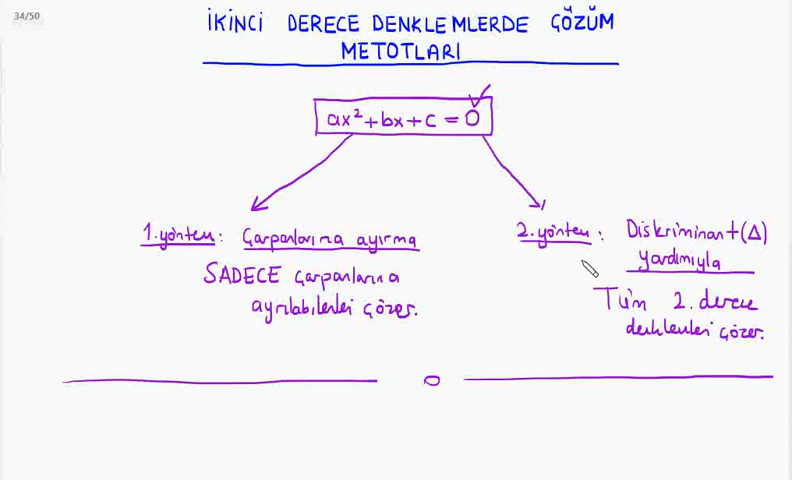 34/50
İKİNCİ DERECE DENKLEMLERDE ÇÖZÜM
METOTLARI
ax²+bx+c=0
1.yöntem: Çarpanlarına ayırma
SADECE çarpanlarına
ayrılabilenleri çözer.
2.yöntem: Diskriminant(Δ)
yardımıyla
Tüm 2. derece
denklemleri çözer.